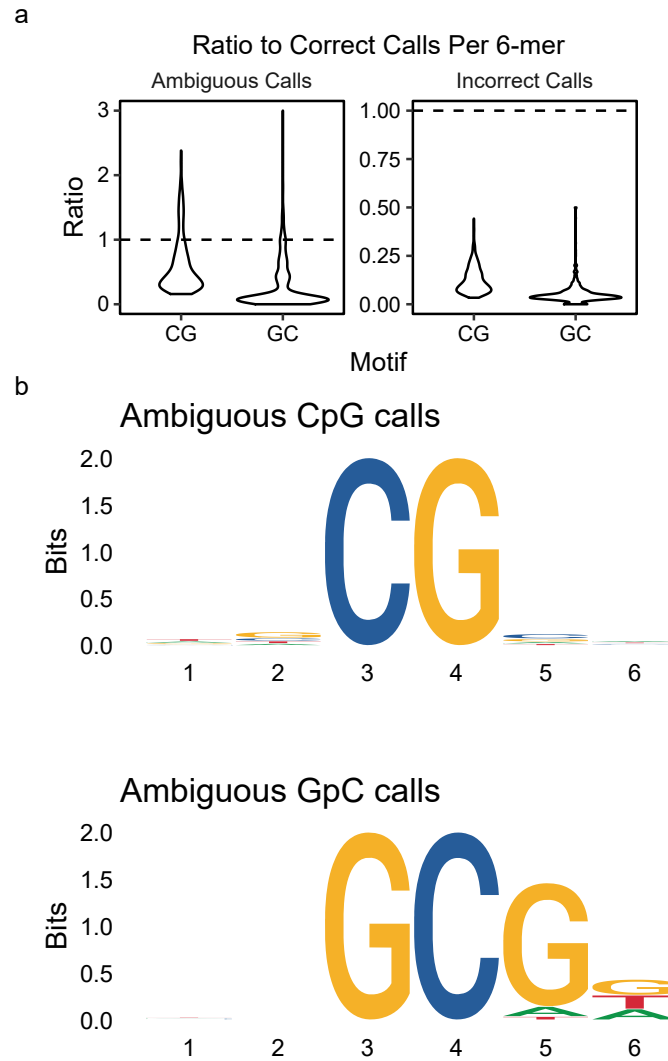 a
Ratio to Correct Calls Per 6-mer
Ambiguous Calls
Incorrect Calls
Ratio
3
2
1
0
1.00
0.75
0.50
0.25
0.00
CG
GC
CG
GC
Motif
b
Ambiguous CpG calls
Bits
2.0
1.5
1.0
0.5
0.0
CG
1 2 3 4 5 6
Ambiguous GpC calls
Bits
2.0
1.5
1.0
0.5
0.0
GCG
G
T
A
A
1 2 3 4 5 6